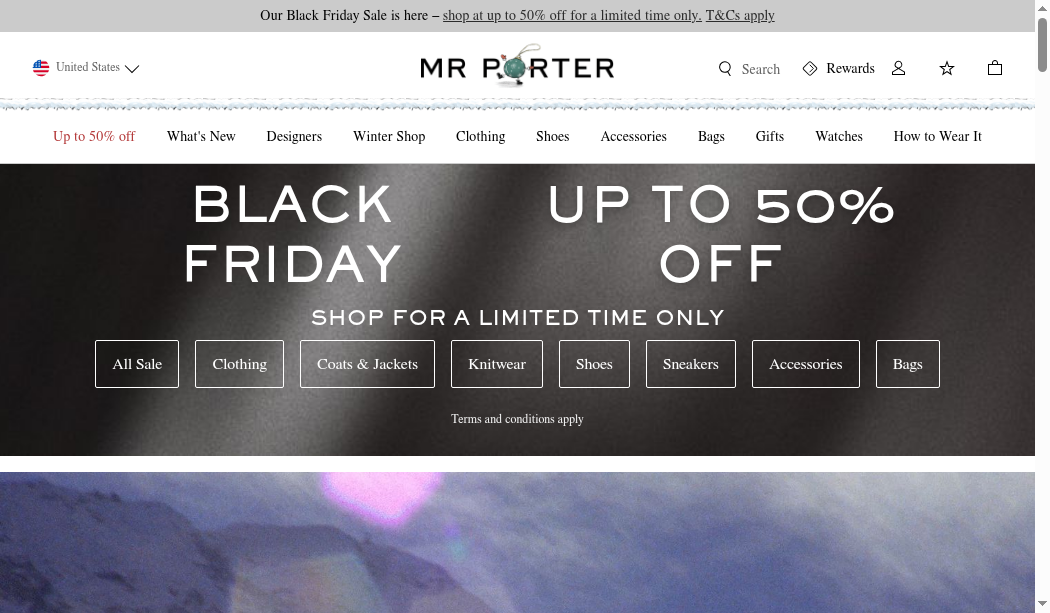 Our Black Friday Sale is here – shop at up to 50% off for a limited time only. T&Cs apply
United States
MR PORTER
Search
Rewards
Up to 50% off What's New Designers Winter Shop Clothing Shoes Accessories Bags Gifts Watches How to Wear It
BLACK FRIDAY
UP TO 50% OFF
SHOP FOR A LIMITED TIME ONLY
All Sale Clothing Coats & Jackets Knitwear Shoes Sneakers Accessories Bags
Terms and conditions apply